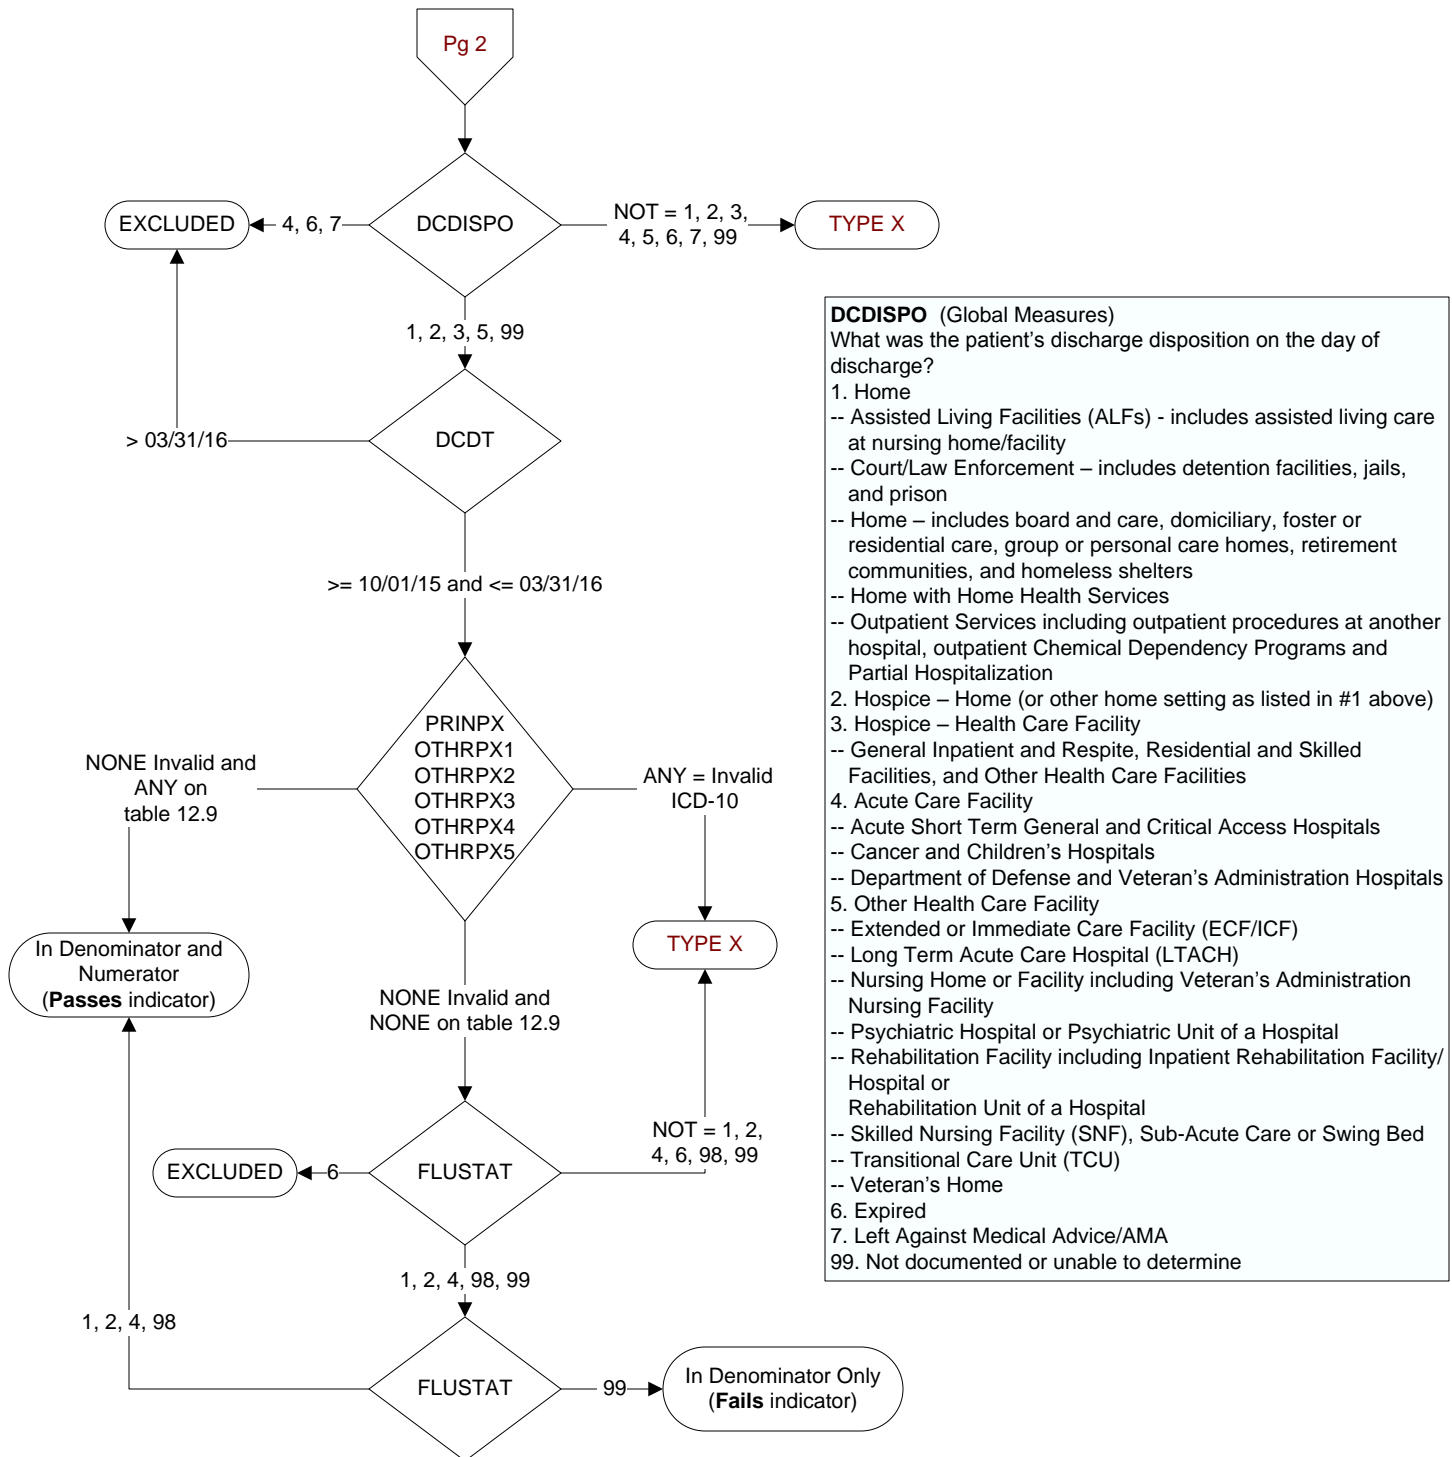 Pg 2
DCDISPO
EXCLUDED
4, 6, 7
NOT = 1, 2, 3,
4, 5, 6, 7, 99
TYPE X
1, 2, 3, 5, 99
DCDT
> 03/31/16
>= 10/01/15 and <= 03/31/16
PRINPX
OTHRPX1
OTHRPX2
OTHRPX3
OTHRPX4
OTHRPX5
NONE Invalid and
ANY on
table 12.9
ANY = Invalid
ICD-10
In Denominator and
Numerator
(Passes indicator)
TYPE X
NONE Invalid and
NONE on table 12.9
NOT = 1, 2,
4, 6, 98, 99
EXCLUDED
6
FLUSTAT
1, 2, 4, 98, 99
1, 2, 4, 98
FLUSTAT
99
In Denominator Only
(Fails indicator)
DCDISPO (Global Measures)
What was the patient’s discharge disposition on the day of
discharge?
1. Home
-- Assisted Living Facilities (ALFs) - includes assisted living care
at nursing home/facility
-- Court/Law Enforcement – includes detention facilities, jails,
and prison
-- Home – includes board and care, domiciliary, foster or
residential care, group or personal care homes, retirement
communities, and homeless shelters
-- Home with Home Health Services
-- Outpatient Services including outpatient procedures at another
hospital, outpatient Chemical Dependency Programs and
Partial Hospitalization
2. Hospice – Home (or other home setting as listed in #1 above)
3. Hospice – Health Care Facility
-- General Inpatient and Respite, Residential and Skilled
Facilities, and Other Health Care Facilities
4. Acute Care Facility
-- Acute Short Term General and Critical Access Hospitals
-- Cancer and Children’s Hospitals
-- Department of Defense and Veteran’s Administration Hospitals
5. Other Health Care Facility
-- Extended or Immediate Care Facility (ECF/ICF)
-- Long Term Acute Care Hospital (LTACH)
-- Nursing Home or Facility including Veteran’s Administration
Nursing Facility
-- Psychiatric Hospital or Psychiatric Unit of a Hospital
-- Rehabilitation Facility including Inpatient Rehabilitation Facility/
Hospital or
Rehabilitation Unit of a Hospital
-- Skilled Nursing Facility (SNF), Sub-Acute Care or Swing Bed
-- Transitional Care Unit (TCU)
-- Veteran’s Home
6. Expired
7. Left Against Medical Advice/AMA
99. Not documented or unable to determine